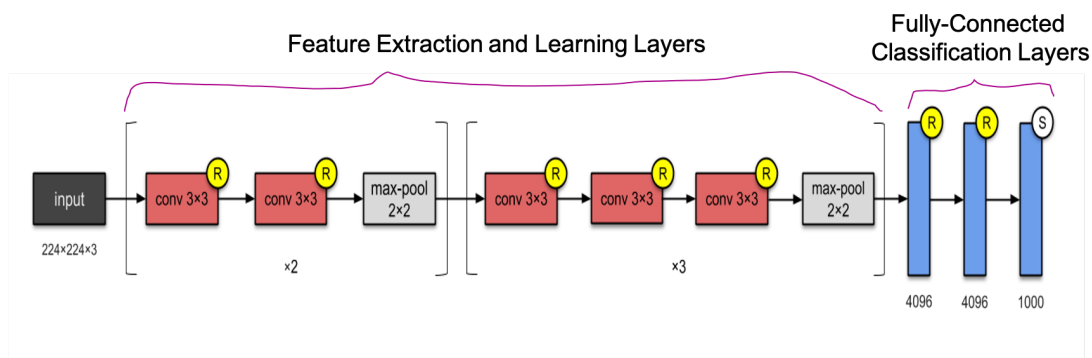 Feature Extraction and Learning Layers
Fully-Connected
Classification Layers
input
224×224×3
conv 3×3
R
conv 3×3
R
max-pool
2×2
×2
conv 3×3
R
conv 3×3
R
conv 3×3
R
max-pool
2×2
×3
R
R
S
4096
4096
1000